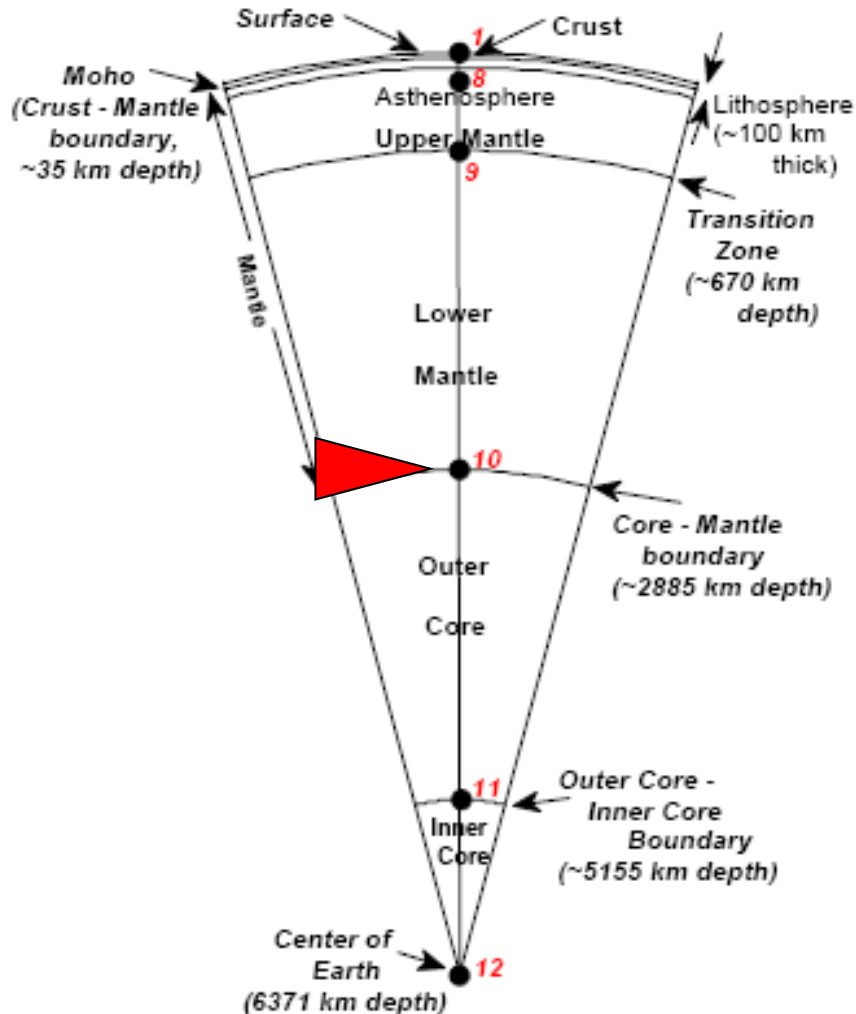 Surface
1
Crust
Moho
(Crust - Mantle
boundary,
~35 km depth)
8
Asthenosphere
Lithosphere
(~100 km
thick)
Upper Mantle
9
Transition
Zone
(~670 km
depth)
Mantle
Lower
Mantle
10
Core - Mantle
boundary
(~2885 km depth)
Outer
Core
11
Outer Core -
Inner Core
Boundary
(~5155 km depth)
Inner
Core
Center of
Earth
(6371 km depth)
12